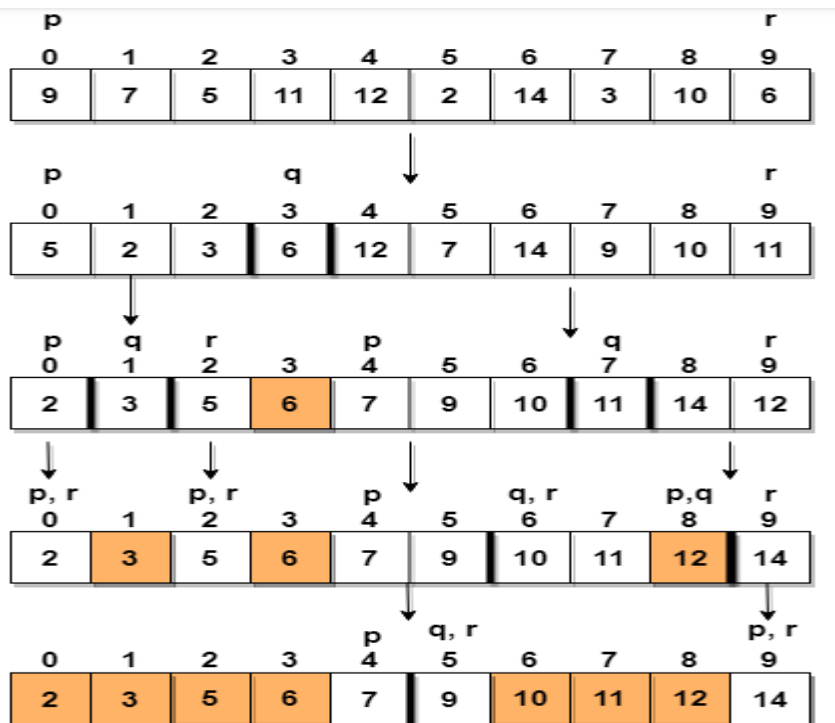 p r
0 1 2 3 4 5 6 7 8 9
9 7 5 11 12 2 14 3 10 6
p q r
0 1 2 3 4 5 6 7 8 9
5 2 3 6 12 7 14 9 10 11
p q r p q r
0 1 2 3 4 5 6 7 8 9
2 3 5 6 7 9 10 11 14 12
p, r p, r p q, r p,q r
0 1 2 3 4 5 6 7 8 9
2 3 5 6 7 9 10 11 12 14
p q, r p, r
0 1 2 3 4 5 6 7 8 9
2 3 5 6 7 9 10 11 12 14